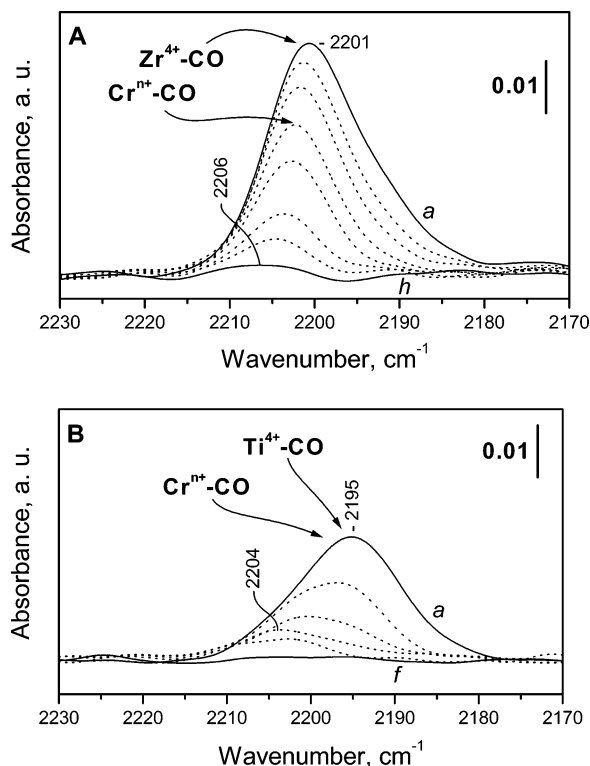 A
Zr4+-CO
- 2201
Crn+-CO
0.01
2206
a
h
Absorbance, a. u.
2230 2220 2210 2200 2190 2180 2170
Wavenumber, cm-1
B
Ti4+-CO
0.01
Crn+-CO
- 2195
2204
a
f
Absorbance, a. u.
2230 2220 2210 2200 2190 2180 2170
Wavenumber, cm-1